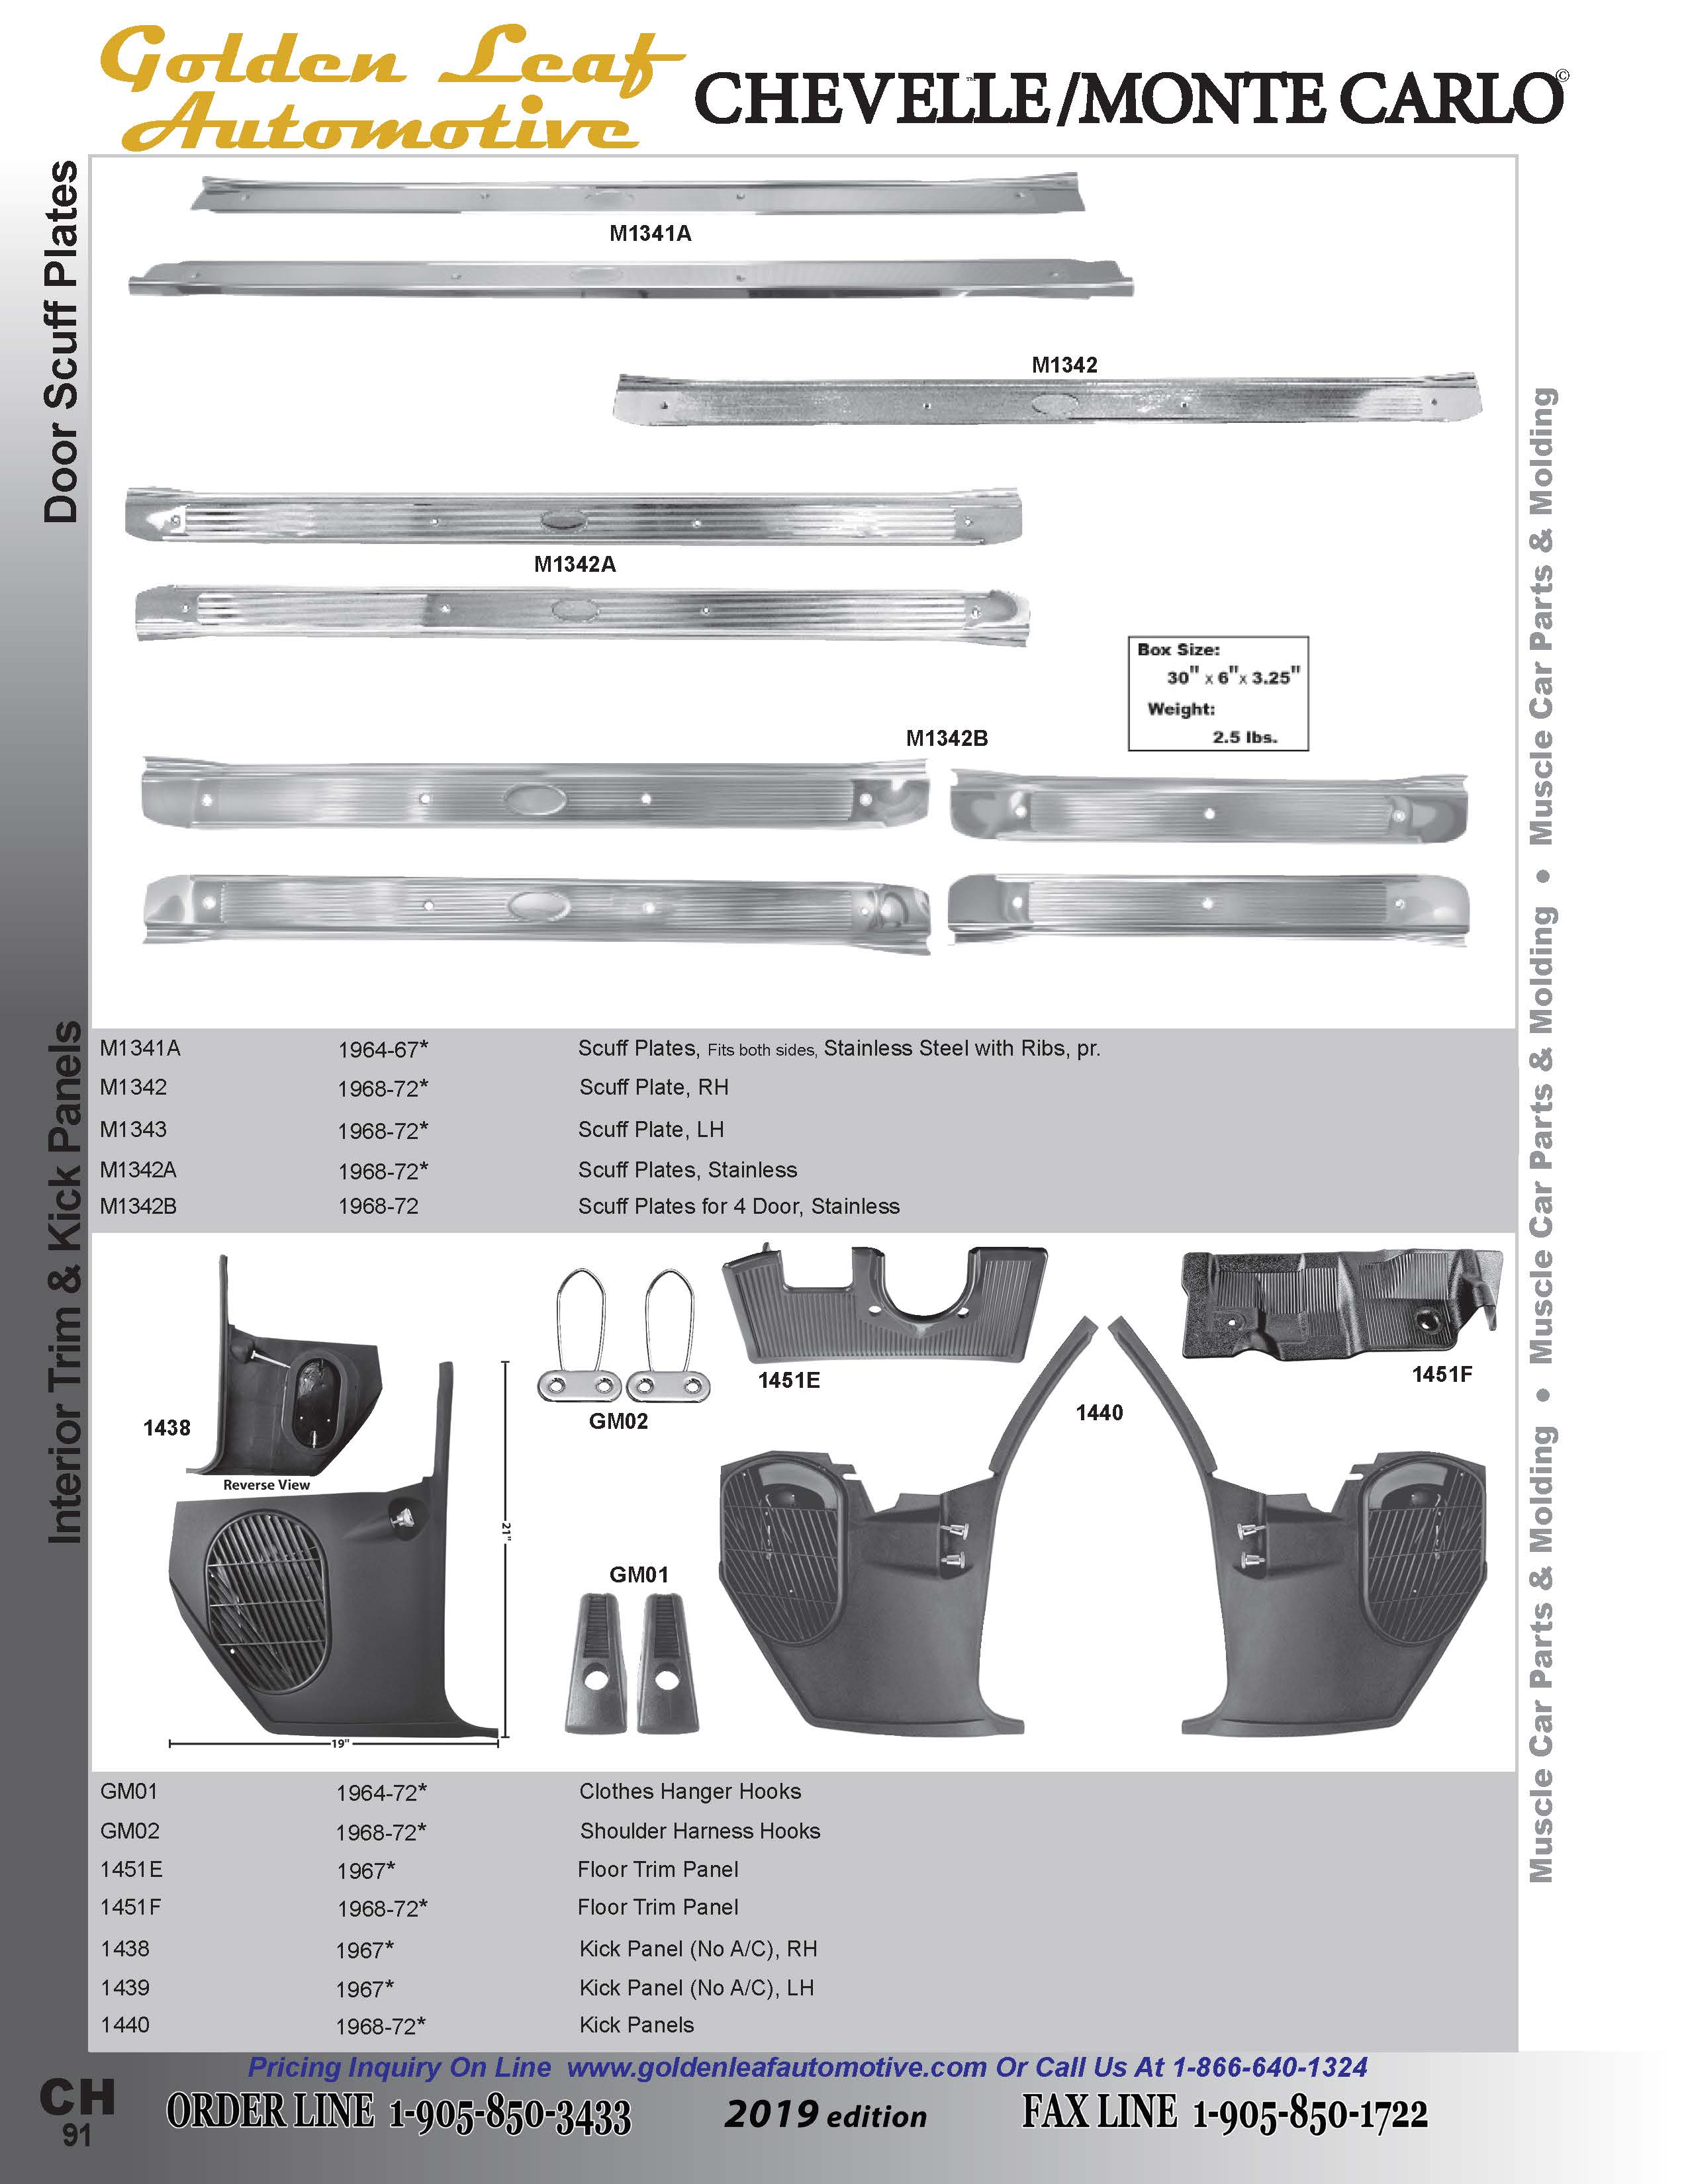 Golden Leaf
Automotive
CHEVELLE/MONTE CARLO©
Door Scuff Plates
M1341A
M1342
M1342A
Box Size:
30" x 6" x 3.25"
Weight:
2.5 lbs.
M1342B
M1341A 1964-67* Scuff Plates, Fits both sides, Stainless Steel with Ribs, pr.
M1342 1968-72* Scuff Plate, RH
M1343 1968-72* Scuff Plate, LH
M1342A 1968-72* Scuff Plates, Stainless
M1342B 1968-72 Scuff Plates for 4 Door, Stainless
Interior Trim & Kick Panels
1438
Reverse View
21"
19"
GM02
1451E
1451F
1440
GM01
GM01 1964-72* Clothes Hanger Hooks
GM02 1968-72* Shoulder Harness Hooks
1451E 1967* Floor Trim Panel
1451F 1968-72* Floor Trim Panel
1438 1967* Kick Panel (No A/C), RH
1439 1967* Kick Panel (No A/C), LH
1440 1968-72* Kick Panels
Muscle Car Parts & Molding • Muscle Car Parts & Molding • Muscle Car Parts & Molding
Pricing Inquiry On Line www.goldenleafautomotive.com Or Call Us At 1-866-640-1324
CH
91
ORDER LINE 1-905-850-3433 2019 edition FAX LINE 1-905-850-1722